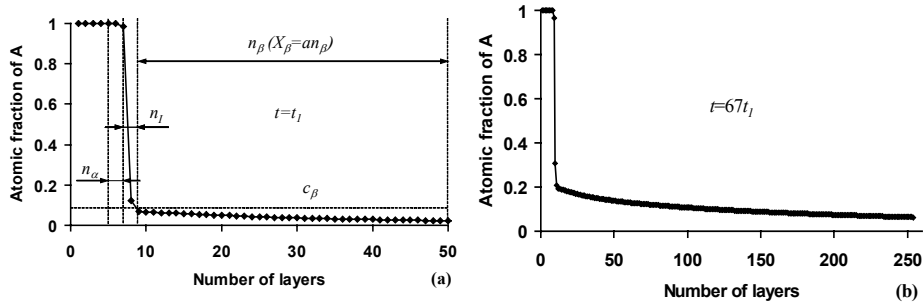 Atomic fraction of A
1
0.8
0.6
0.4
0.2
0
0 10 20 30 40 50
Number of layers
n_β (X_β=an_β)
n_I
t=t_1
n_α
c_β
(a)
Atomic fraction of A
1
0.8
0.6
0.4
0.2
0
0 50 100 150 200 250
Number of layers
t=67t_1
(b)